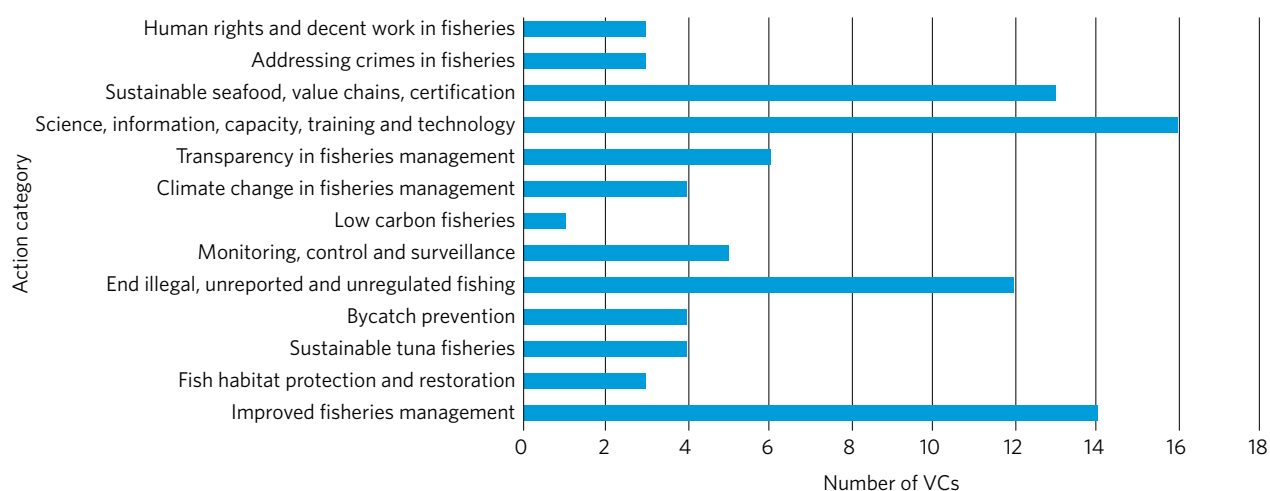 Human rights and decent work in fisheries
Addressing crimes in fisheries
Sustainable seafood, value chains, certification
Science, information, capacity, training and technology
Transparency in fisheries management
Climate change in fisheries management
Low carbon fisheries
Monitoring, control and surveillance
End illegal, unreported and unregulated fishing
Bycatch prevention
Sustainable tuna fisheries
Fish habitat protection and restoration
Improved fisheries management
Action category
0 2 4 6 8 10 12 14 16 18
Number of VCs